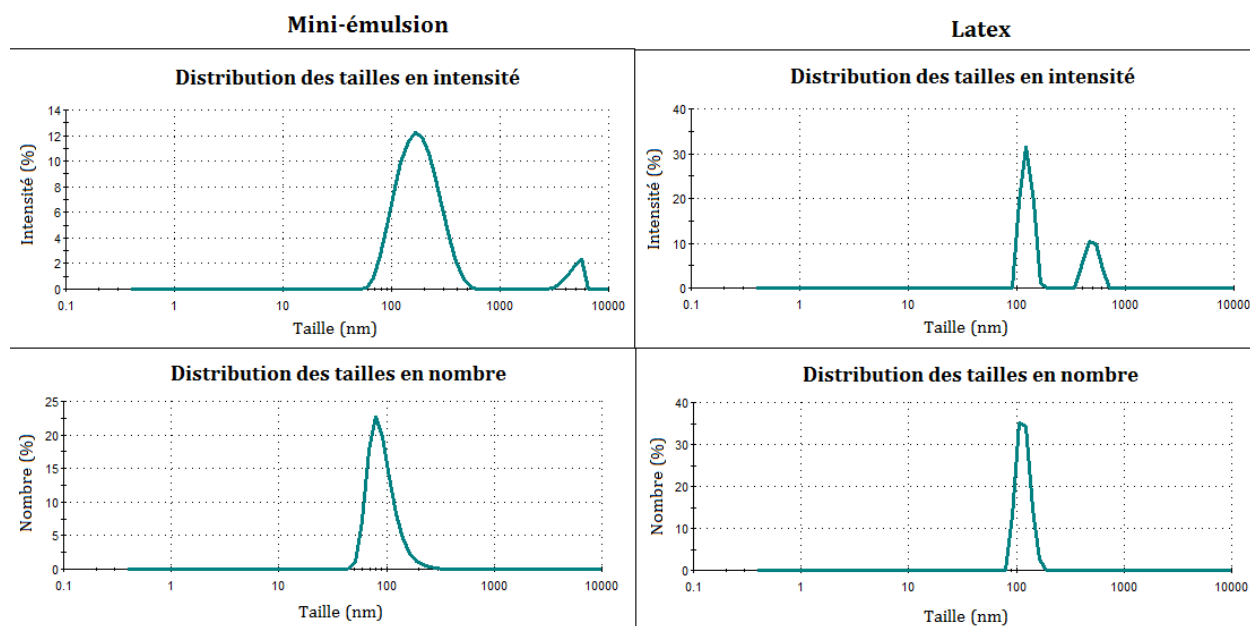 Mini-émulsion
Latex
Distribution des tailles en intensité
Intensité (%)
14
12
10
8
6
4
2
0
0.1 1 10 100 1000 10000
Taille (nm)
Distribution des tailles en intensité
Intensité (%)
40
30
20
10
0
0.1 1 10 100 1000 10000
Taille (nm)
Distribution des tailles en nombre
Nombre (%)
25
20
15
10
5
0
0.1 1 10 100 1000 10000
Taille (nm)
Distribution des tailles en nombre
Nombre (%)
40
30
20
10
0
0.1 1 10 100 1000 10000
Taille (nm)